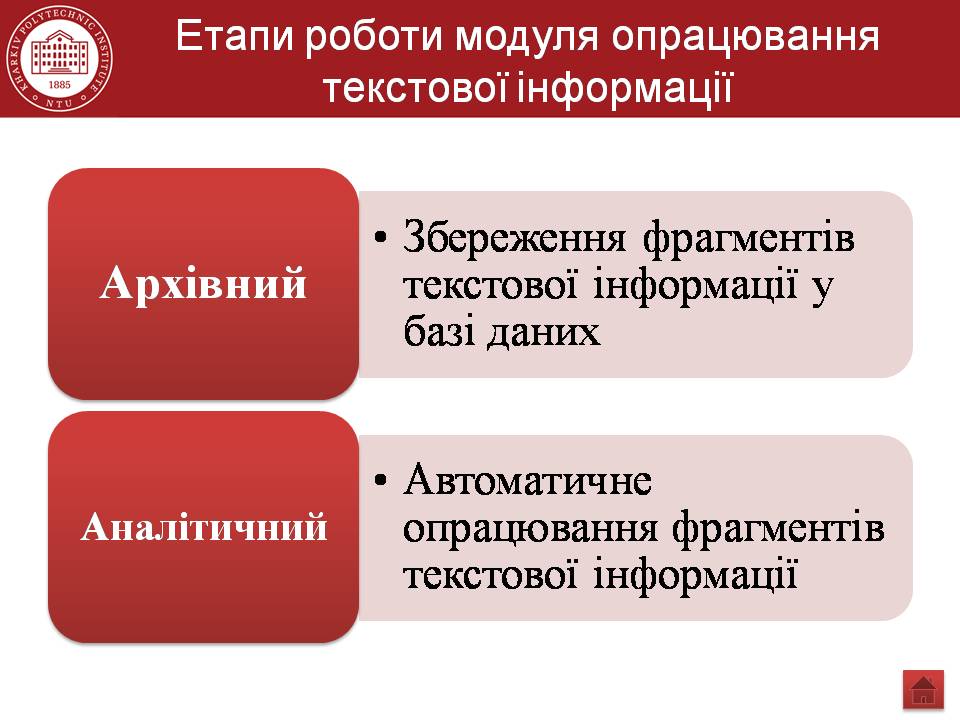 Етапи роботи модуля опрацювання
текстової інформації
KHARKIV POLYTECHNIC INSTITUTE
1885
NTU
Архівний
• Збереження фрагментів
текстової інформації у
базі даних
Аналітичний
• Автоматичне
опрацювання фрагментів
текстової інформації